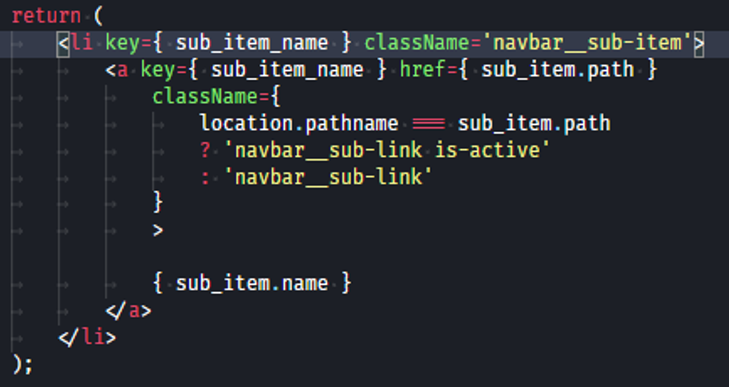 return (
<li key={ sub_item_name } className='navbar__sub-item'>
<a key={ sub_item_name } href={ sub_item.path }
className={
location.pathname === sub_item.path
? 'navbar__sub-link is-active'
: 'navbar__sub-link'
}
>
{ sub_item.name }
</a>
</li>
);